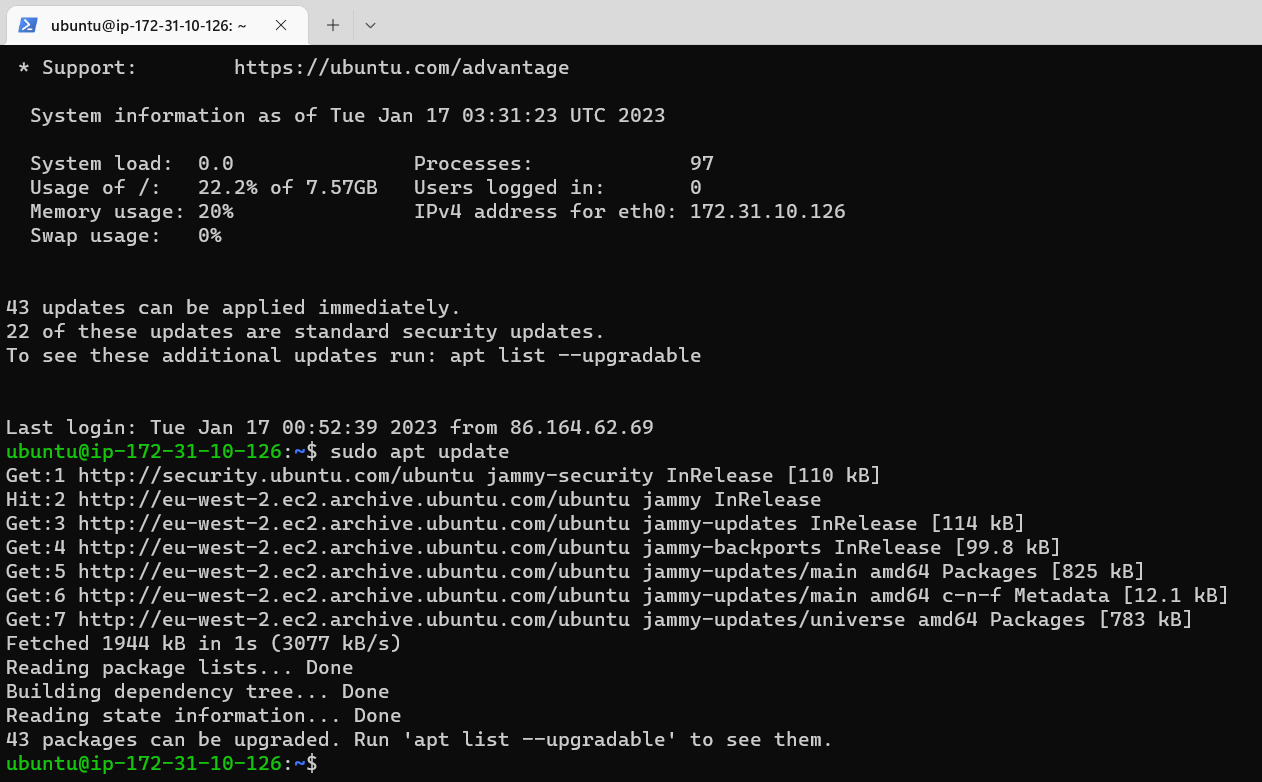 ubuntu@ip-172-31-10-126: ~
* Support:        https://ubuntu.com/advantage
System information as of Tue Jan 17 03:31:23 UTC 2023
System load:  0.0               Processes:             97
Usage of /:   22.2% of 7.57GB   Users logged in:       0
Memory usage: 20%               IPv4 address for eth0: 172.31.10.126
Swap usage:   0%
43 updates can be applied immediately.
22 of these updates are standard security updates.
To see these additional updates run: apt list --upgradable
Last login: Tue Jan 17 00:52:39 2023 from 86.164.62.69
ubuntu@ip-172-31-10-126:~$ sudo apt update
Get:1 http://security.ubuntu.com/ubuntu jammy-security InRelease [110 kB]
Hit:2 http://eu-west-2.ec2.archive.ubuntu.com/ubuntu jammy InRelease
Get:3 http://eu-west-2.ec2.archive.ubuntu.com/ubuntu jammy-updates InRelease [114 kB]
Get:4 http://eu-west-2.ec2.archive.ubuntu.com/ubuntu jammy-backports InRelease [99.8 kB]
Get:5 http://eu-west-2.ec2.archive.ubuntu.com/ubuntu jammy-updates/main amd64 Packages [825 kB]
Get:6 http://eu-west-2.ec2.archive.ubuntu.com/ubuntu jammy-updates/main amd64 c-n-f Metadata [12.1 kB]
Get:7 http://eu-west-2.ec2.archive.ubuntu.com/ubuntu jammy-updates/universe amd64 Packages [783 kB]
Fetched 1944 kB in 1s (3077 kB/s)
Reading package lists... Done
Building dependency tree... Done
Reading state information... Done
43 packages can be upgraded. Run 'apt list --upgradable' to see them.
ubuntu@ip-172-31-10-126:~$